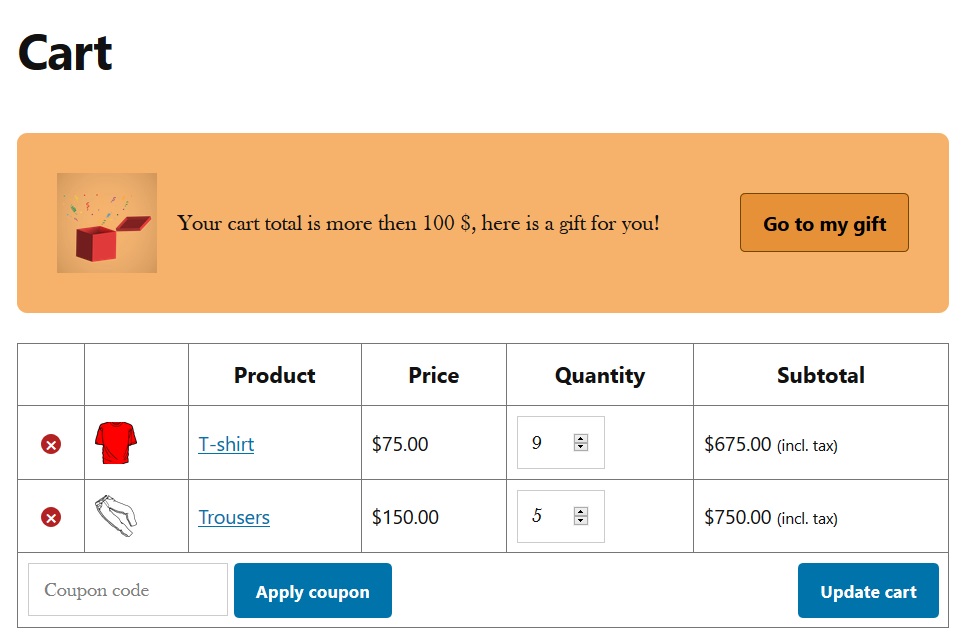 Cart
Your cart total is more then 100 $, here is a gift for you!
Go to my gift
Product Price Quantity Subtotal
T-shirt $75.00 9 $675.00 (incl. tax)
Trousers $150.00 5 $750.00 (incl. tax)
Coupon code Apply coupon Update cart